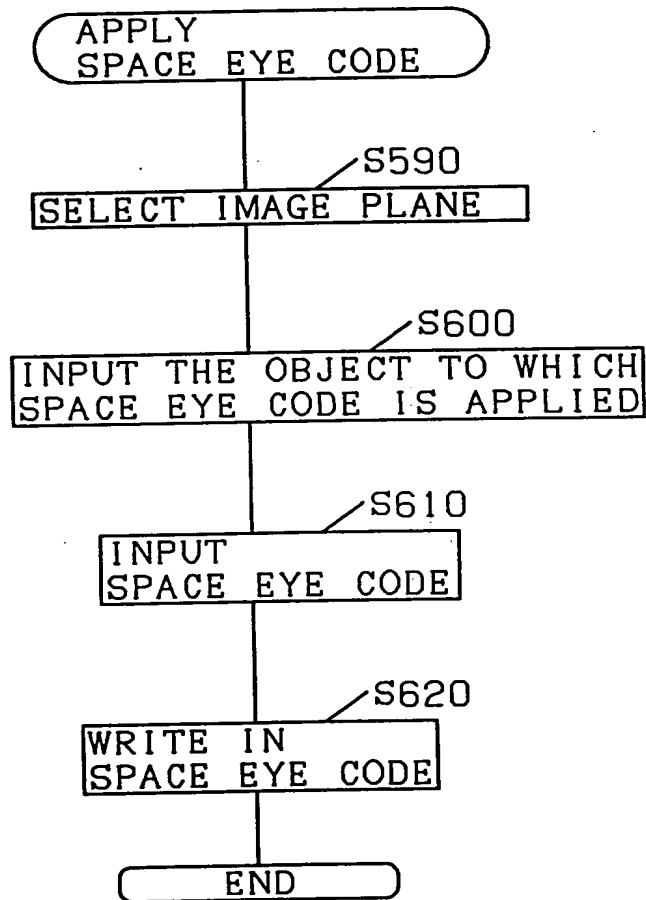 APPLY
SPACE EYE CODE
S590
SELECT IMAGE PLANE
S600
INPUT THE OBJECT TO WHICH
SPACE EYE CODE IS APPLIED
S610
INPUT
SPACE EYE CODE
S620
WRITE IN
SPACE EYE CODE
END